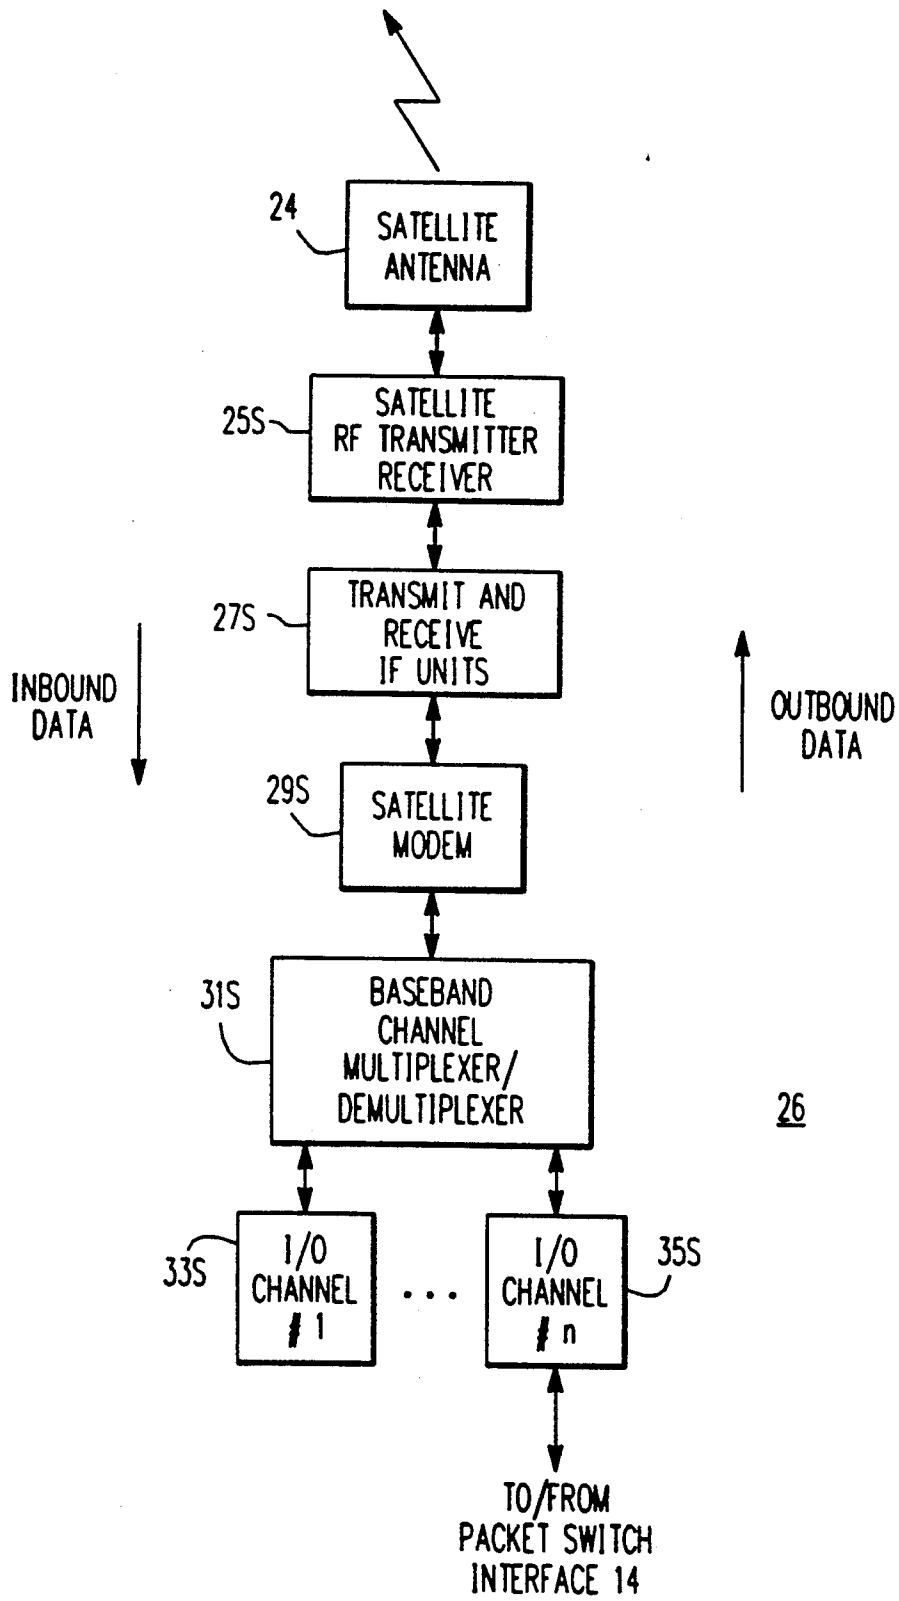 24
SATELLITE
ANTENNA
25S
SATELLITE
RF TRANSMITTER
RECEIVER
27S
TRANSMIT AND
RECEIVE
IF UNITS
INBOUND
DATA
OUTBOUND
DATA
29S
SATELLITE
MODEM
31S
BASEBAND
CHANNEL
MULTIPLEXER/
DEMULTIPLEXER
26
33S
I/O
CHANNEL
# 1
...
I/O
CHANNEL
# n
35S
TO/FROM
PACKET SWITCH
INTERFACE 14